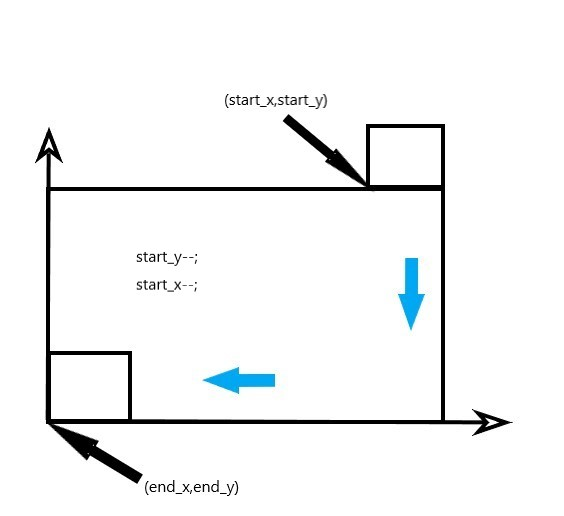 (start_x,start_y)
start_y--;
start_x--;
(end_x,end_y)